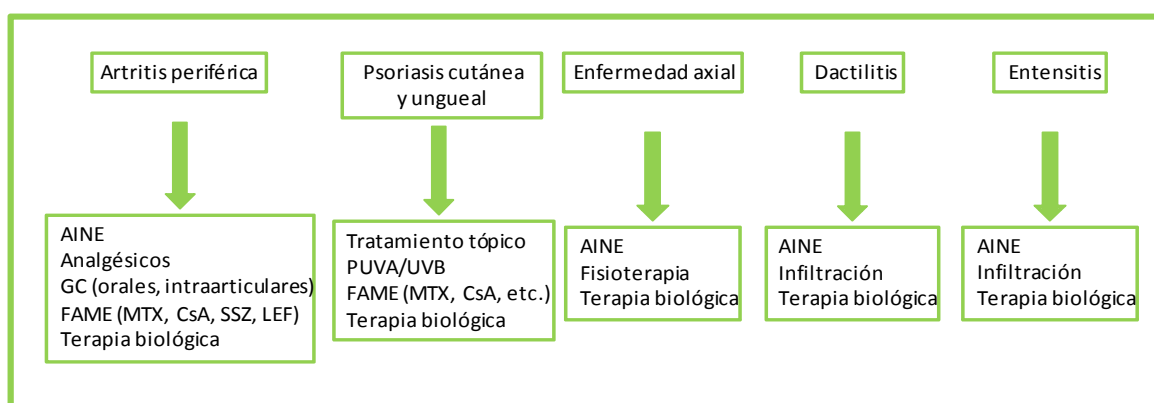 Artritis periférica
Psoriasis cutánea
y ungueal
Enfermedad axial
Dactilitis
Entensitis
AINE
Analgésicos
GC (orales, intraarticulares)
FAME (MTX, CsA, SSZ, LEF)
Terapia biológica
Tratamiento tópico
PUVA/UVB
FAME (MTX, CsA, etc.)
Terapia biológica
AINE
Fisioterapia
Terapia biológica
AINE
Infiltración
Terapia biológica
AINE
Infiltración
Terapia biológica